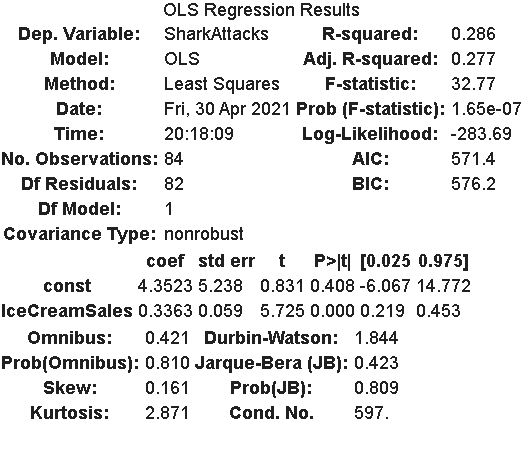 OLS Regression Results
Dep. Variable: SharkAttacks R-squared: 0.286
Model: OLS Adj. R-squared: 0.277
Method: Least Squares F-statistic: 32.77
Date: Fri, 30 Apr 2021 Prob (F-statistic): 1.65e-07
Time: 20:18:09 Log-Likelihood: -283.69
No. Observations: 84 AIC: 571.4
Df Residuals: 82 BIC: 576.2
Df Model: 1
Covariance Type: nonrobust
coef std err t P>|t| [0.025 0.975]
const 4.3523 5.238 0.831 0.408 -6.067 14.772
IceCreamSales 0.3363 0.059 5.725 0.000 0.219 0.453
Omnibus: 0.421 Durbin-Watson: 1.844
Prob(Omnibus): 0.810 Jarque-Bera (JB): 0.423
Skew: 0.161 Prob(JB): 0.809
Kurtosis: 2.871 Cond. No. 597.